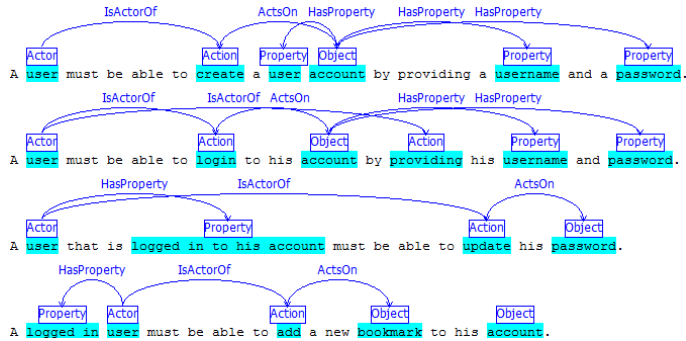 IsActorOf ActsOn HasProperty HasProperty HasProperty
Actor Action Property Object Property Property
A user must be able to create a user account by providing a username and a password.
IsActorOf IsActorOf ActsOn HasProperty HasProperty
Actor Action Object Action Property Property
A user must be able to login to his account by providing his username and password.
HasProperty IsActorOf ActsOn
Actor Property Action Object
A user that is logged in to his account must be able to update his password.
HasProperty IsActorOf ActsOn
Property Actor Action Object Object
A logged in user must be able to add a new bookmark to his account.